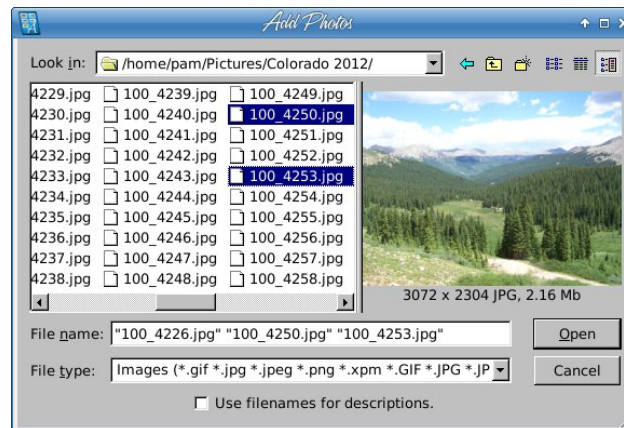 Add Photos
Look in: /home/pam/Pictures/Colorado 2012/
4229.jpg 100_4239.jpg 100_4249.jpg
4230.jpg 100_4240.jpg 100_4250.jpg
4231.jpg 100_4241.jpg 100_4251.jpg
4232.jpg 100_4242.jpg 100_4252.jpg
4233.jpg 100_4243.jpg 100_4253.jpg
4234.jpg 100_4244.jpg 100_4254.jpg
4235.jpg 100_4245.jpg 100_4255.jpg
4236.jpg 100_4246.jpg 100_4256.jpg
4237.jpg 100_4247.jpg 100_4257.jpg
4238.jpg 100_4248.jpg 100_4258.jpg
3072 x 2304 JPG, 2.16 Mb
File name: "100_4226.jpg" "100_4250.jpg" "100_4253.jpg" Open
File type: Images (*.gif *.jpg *.jpeg *.png *.xpm *.GIF *.JPG *.JP Cancel
Use filenames for descriptions.